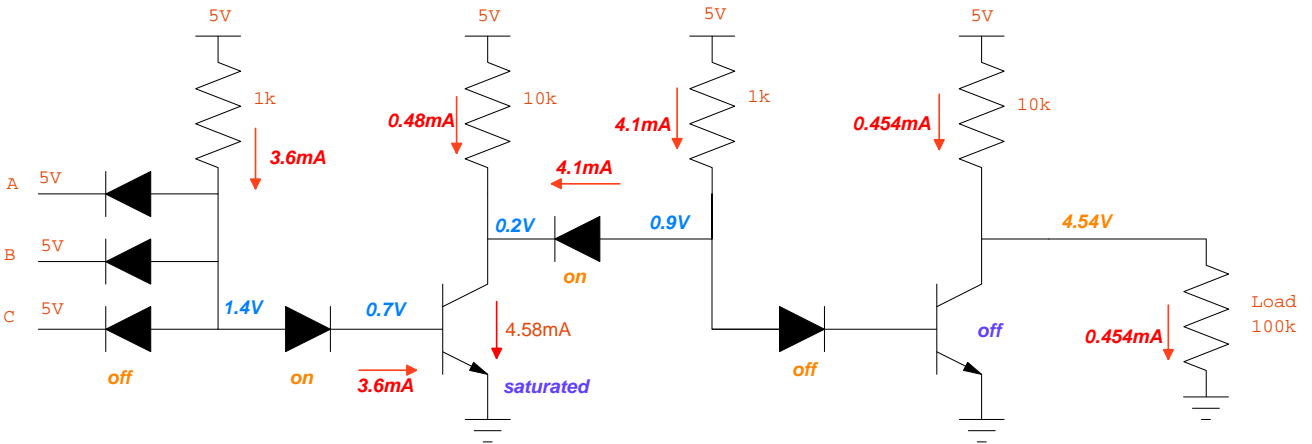 5V
5V
5V
5V
1k
10k
1k
10k
0.48mA
4.1mA
0.454mA
3.6mA
4.1mA
A
5V
0.2V
0.9V
4.54V
B
5V
on
C
5V
1.4V
0.7V
4.58mA
off
Load
100k
0.454mA
off
on
3.6mA
saturated
off